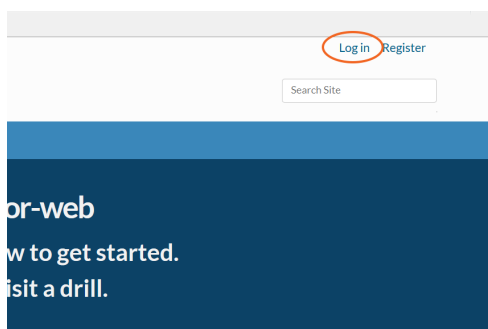 Log in Register
Search Site
or-web
w to get started.
isit a drill.